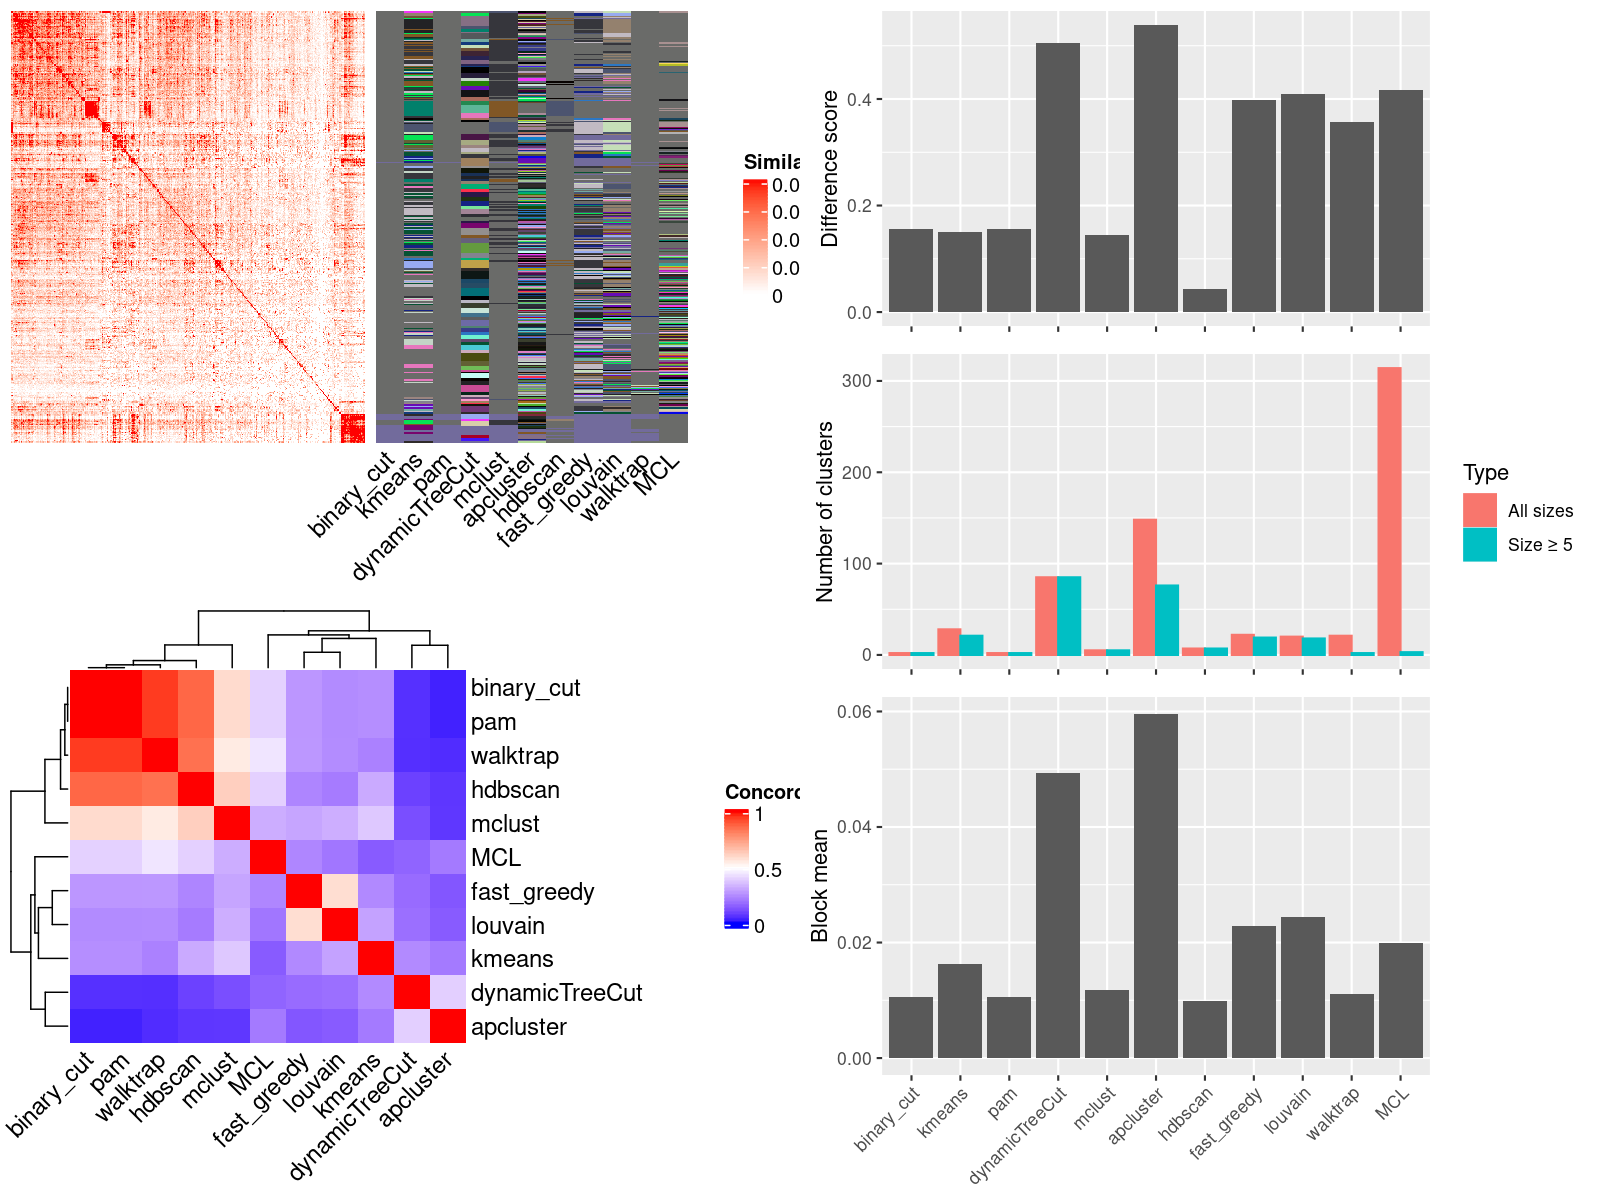 binary_cut
kmeans
pam
dynamicTreeCut
mclust
apcluster
hdbscan
fast_greedy
louvain
walktrap
MCL
Simila
0.0
0.0
0.0
0.0
0
binary_cut
pam
walktrap
hdbscan
mclust
MCL
fast_greedy
louvain
kmeans
dynamicTreeCut
apcluster
binary_cut
pam
walktrap
hdbscan
mclust
MCL
fast_greedy
louvain
kmeans
dynamicTreeCut
apcluster
Concord
1
0.5
0
Difference score
0.4
0.2
0.0
Number of clusters
300
200
100
0
Type
All sizes
Size ≥ 5
Block mean
0.06
0.04
0.02
0.00
binary_cut
kmeans
pam
dynamicTreeCut
mclust
apcluster
hdbscan
fast_greedy
louvain
walktrap
MCL